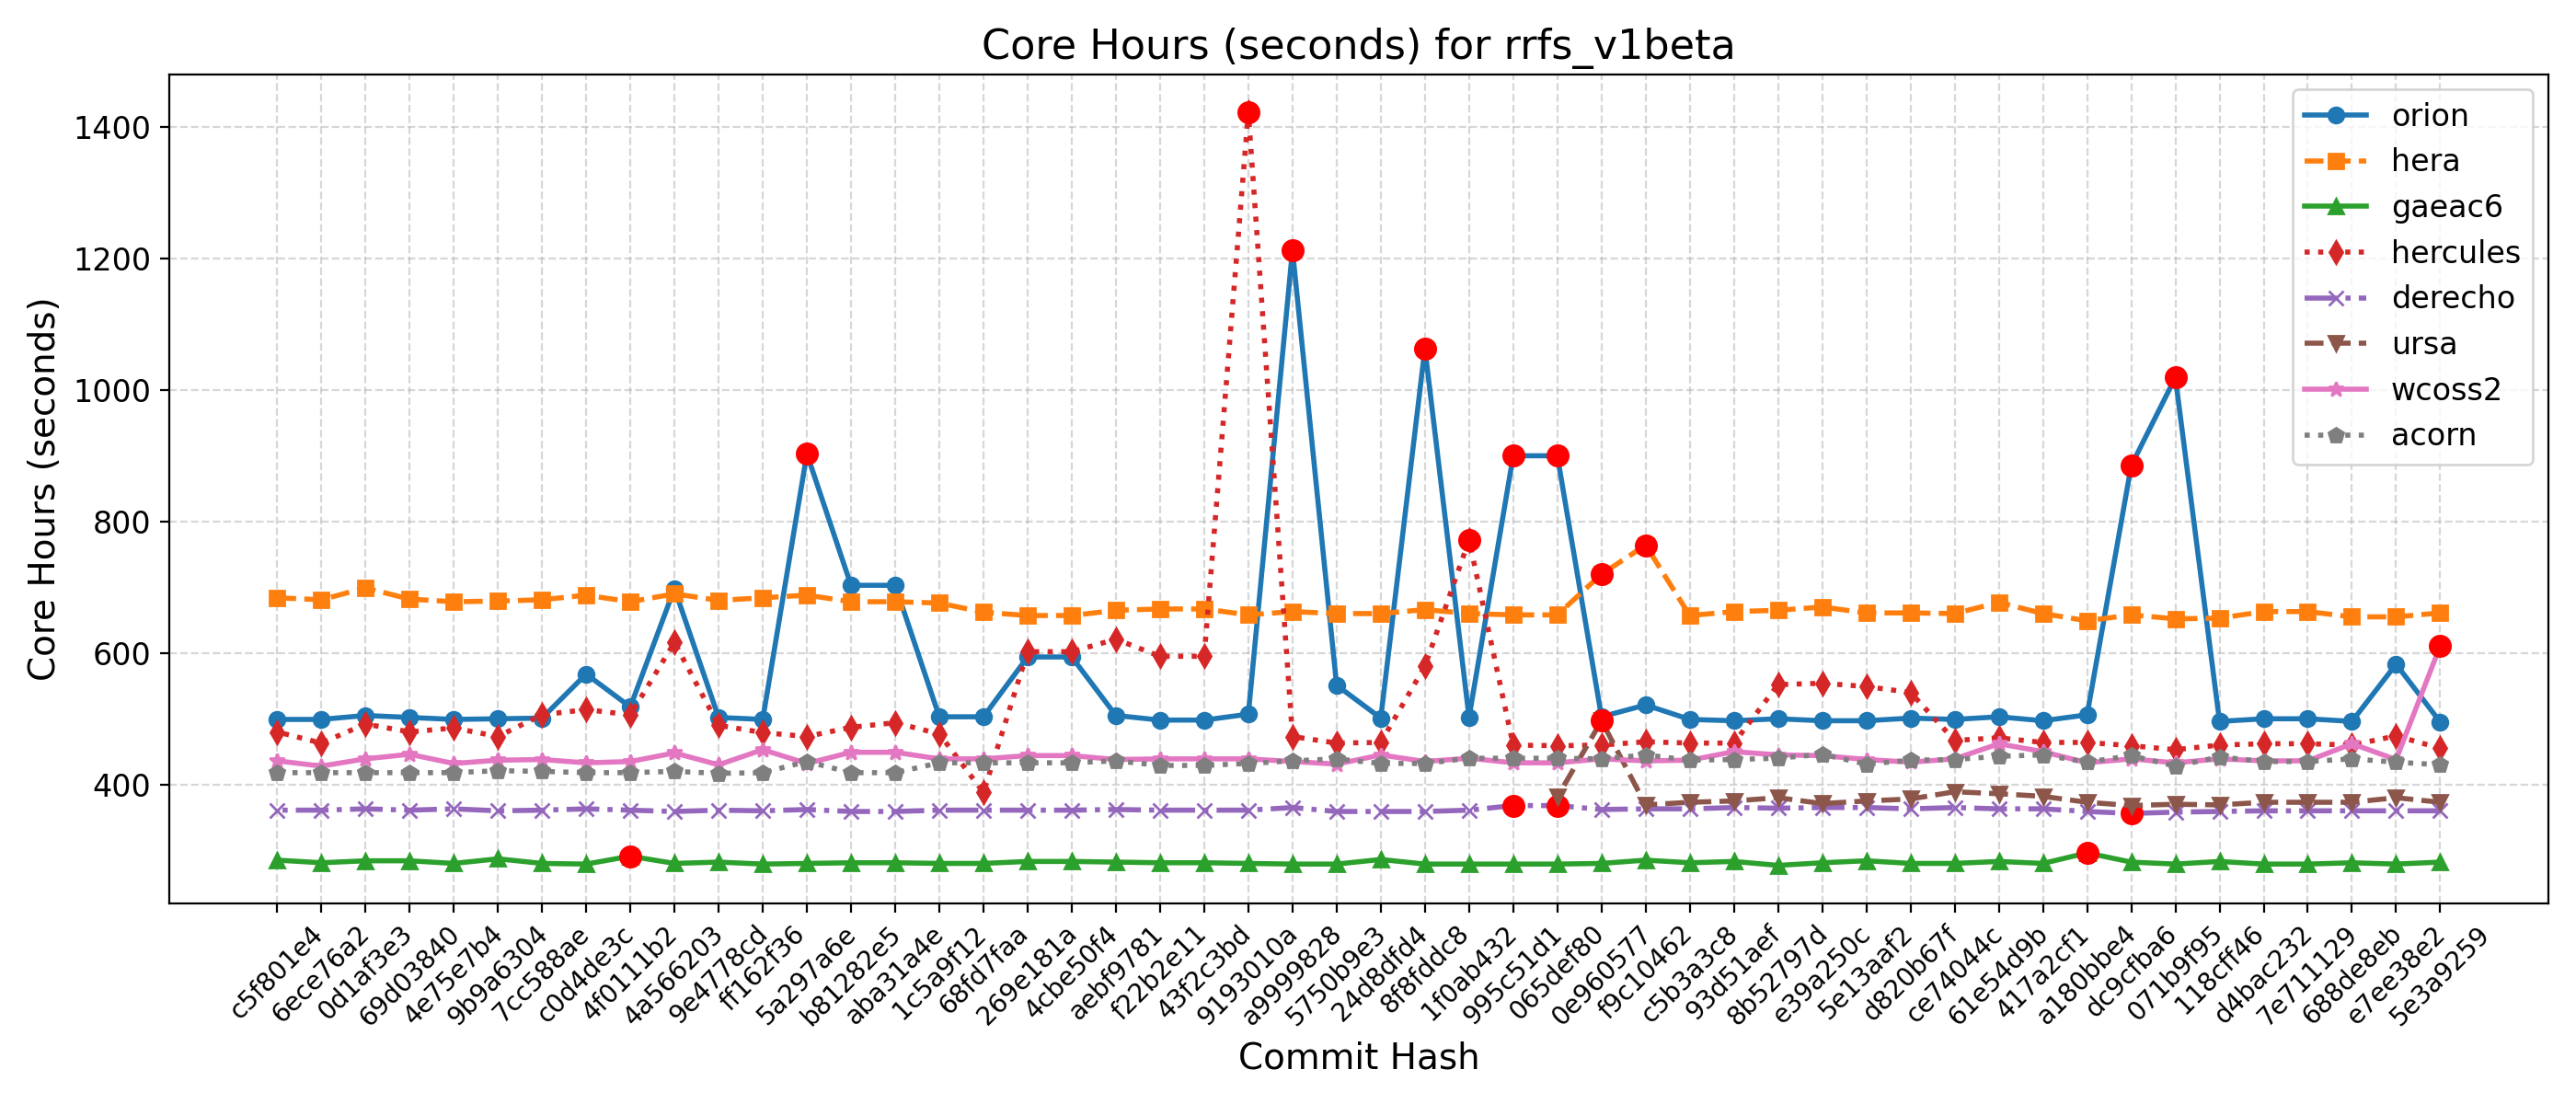 Core Hours (seconds) for rrfs_v1beta
Core Hours (seconds)
1400
1200
1000
800
600
400
orion
hera
gaeac6
hercules
derecho
ursa
wcoss2
acorn
c5f801e4
6ece76a2
0d1af3e3
69d03840
4e75e7b4
9b9a6304
7cc588ae
c0d4de3c
4f0111b2
4a566203
9e4778cd
ff162f36
5a297a6e
b81282e5
aba31a4e
1c5a9f12
68fd7faa
269e181a
4cbe50f4
aebf9781
f22b2e11
43f2c3bd
9193010a
a9999828
5750b9e3
24d8dfd4
8f8fddc8
1f0ab432
995c51d1
065def80
0e960577
f9c10462
c5b3a3c8
93d51aef
8b52797d
e39a250c
5e13aaf2
d820b67f
ce74044c
61e54d9b
417a2cf1
a180bbe4
dc9cfba6
071b9f95
118cff46
d4bac232
7e711129
688de8eb
e7ee38e2
5e3a9259
Commit Hash